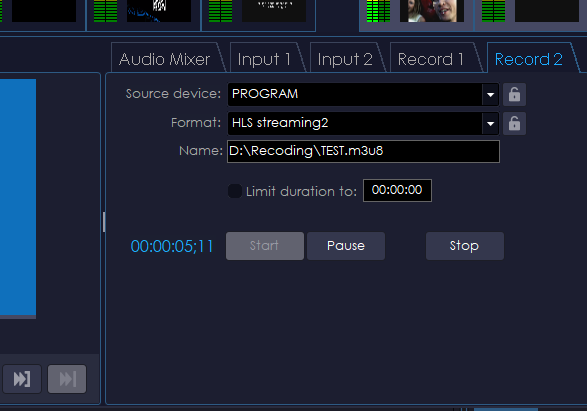 Audio Mixer Input 1 Input 2 Record 1 Record 2
Source device: PROGRAM
Format: HLS streaming2
Name: D:\Recoding\TEST.m3u8
Limit duration to: 00:00:00
00:00:05;11 Start Pause Stop